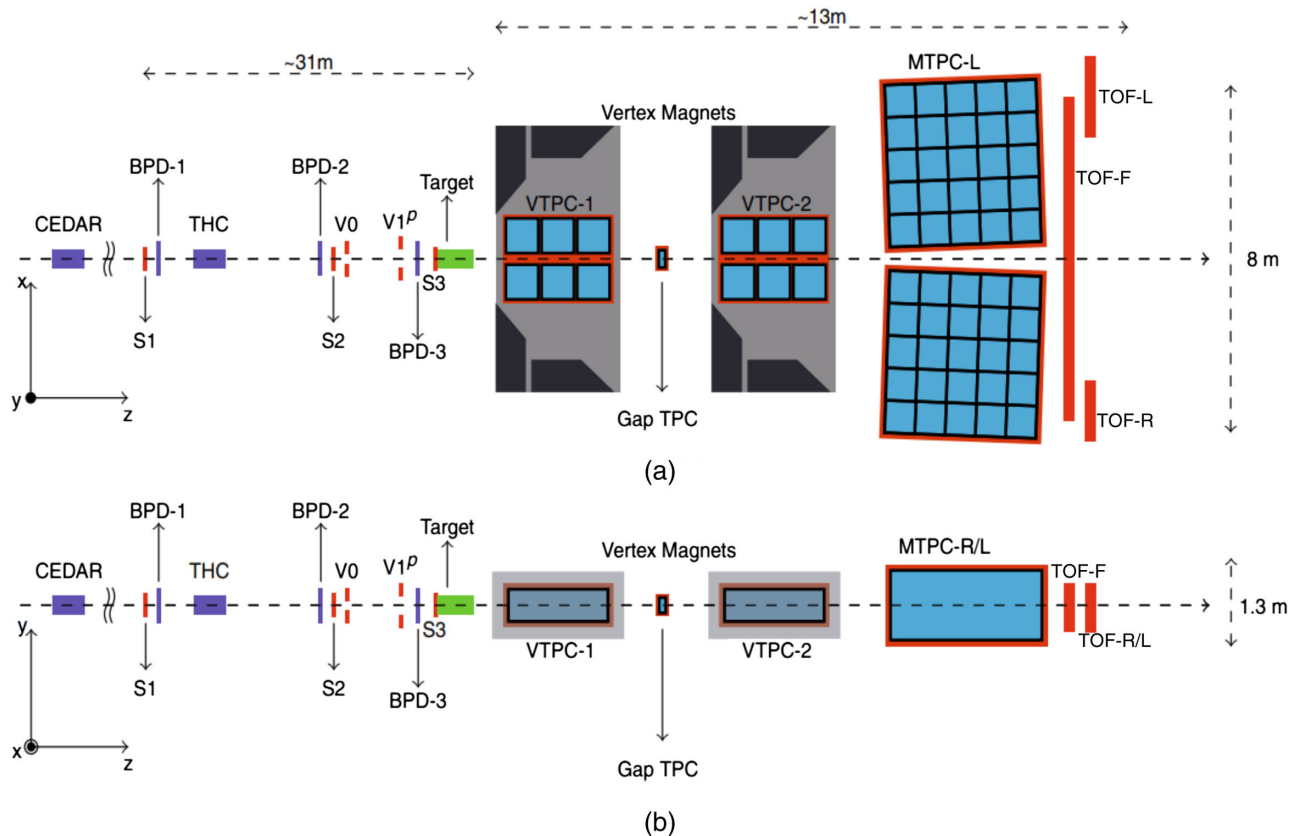 ~13m
~31m
MTPC-L
TOF-L
Vertex Magnets
BPD-1
BPD-2
Target
TOF-F
CEDAR
THC
V0
V1p
VTPC-1
VTPC-2
x
S3
8 m
S1
S2
BPD-3
y
z
Gap TPC
TOF-R
(a)
BPD-1
BPD-2
Target
Vertex Magnets
MTPC-R/L
CEDAR
THC
V0
V1p
TOF-F
y
S3
1.3 m
VTPC-1
VTPC-2
TOF-R/L
S1
S2
BPD-3
x
z
Gap TPC
(b)